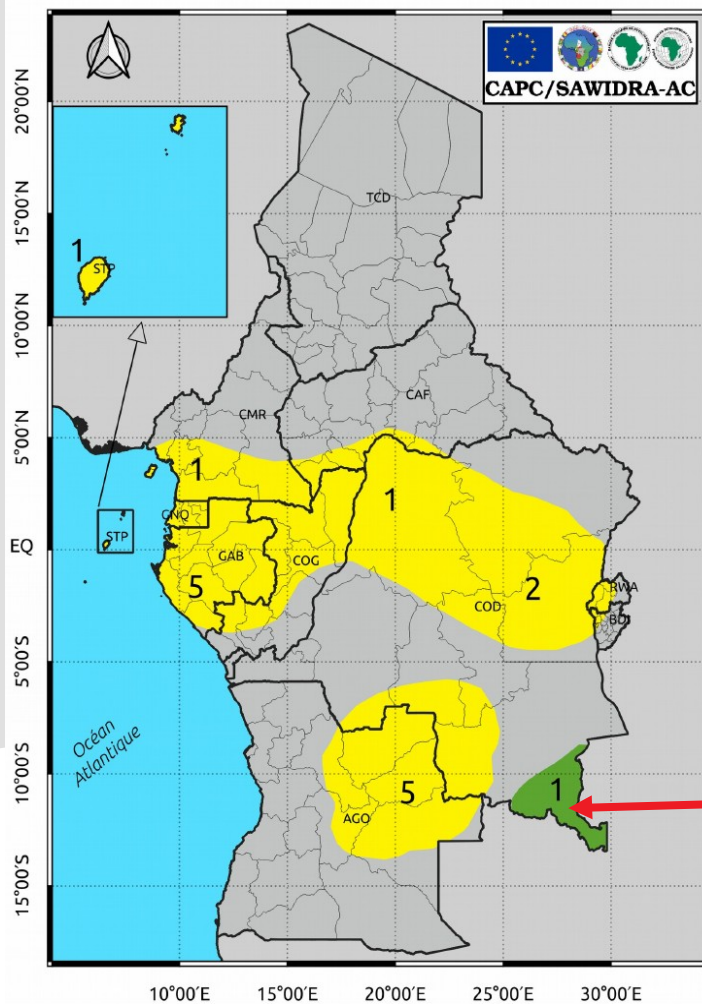 CAPC/SAWIDRA-AC
20°00'N
15°00'N
10°00'N
5°00'N
EQ
5°00'S
10°00'S
15°00'S
1
STP
TCD
CAF
CMR
1
1
GNQ
STP
GAB
COG
5
2
COD
RWA
BDI
Océan
Atlantique
1
5
AGO
10°00'E
15°00'E
20°00'E
25°00'E
30°00'E